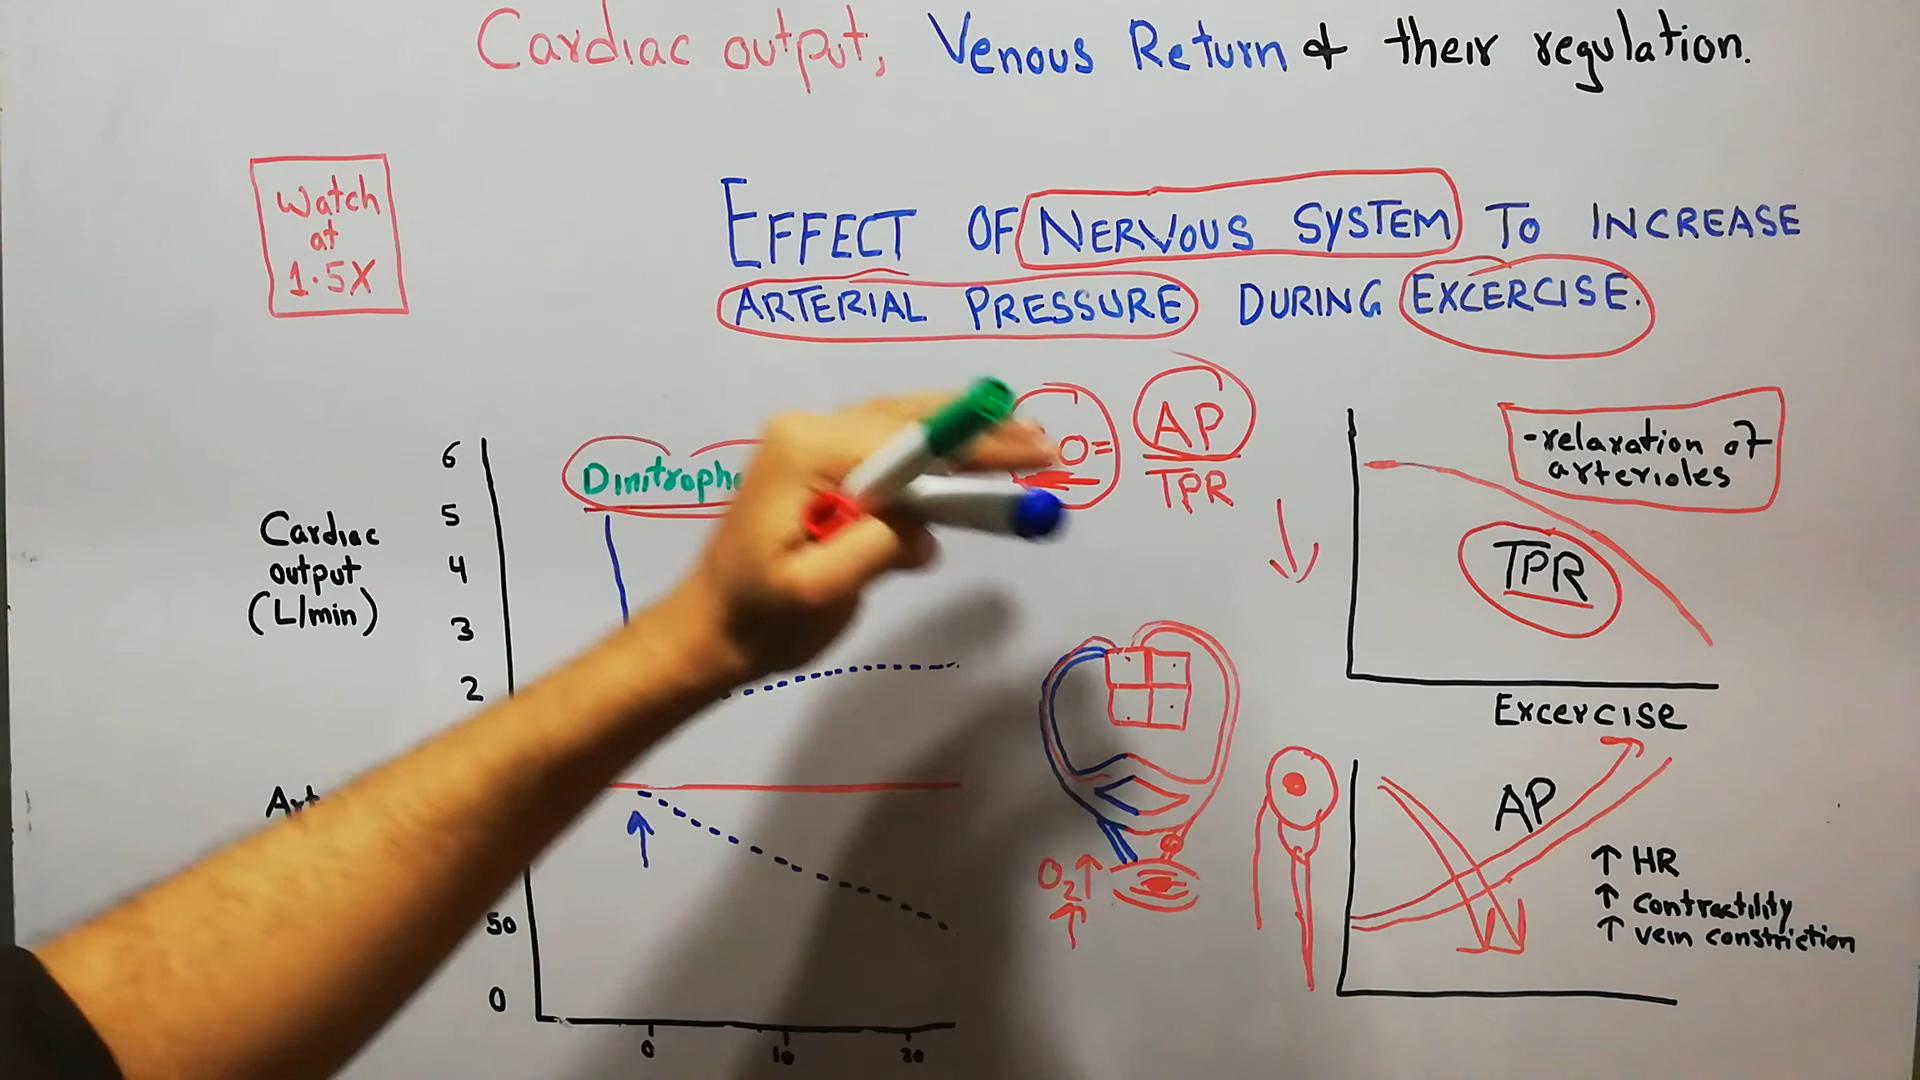 Cardiac output, Venous Return & their regulation.
Watch
at
1.5X
EFFECT OF NERVOUS SYSTEM TO INCREASE
ARTERIAL PRESSURE DURING EXCERCISE.
AP
TPR
-relaxation of
arterioles
TPR
Excercise
6
5
4
3
2
Cardiac
output
(L/min)
50
0
0 10 20
O2↑
↑
AP
↑ HR
↑ contractility
↑ vein constriction